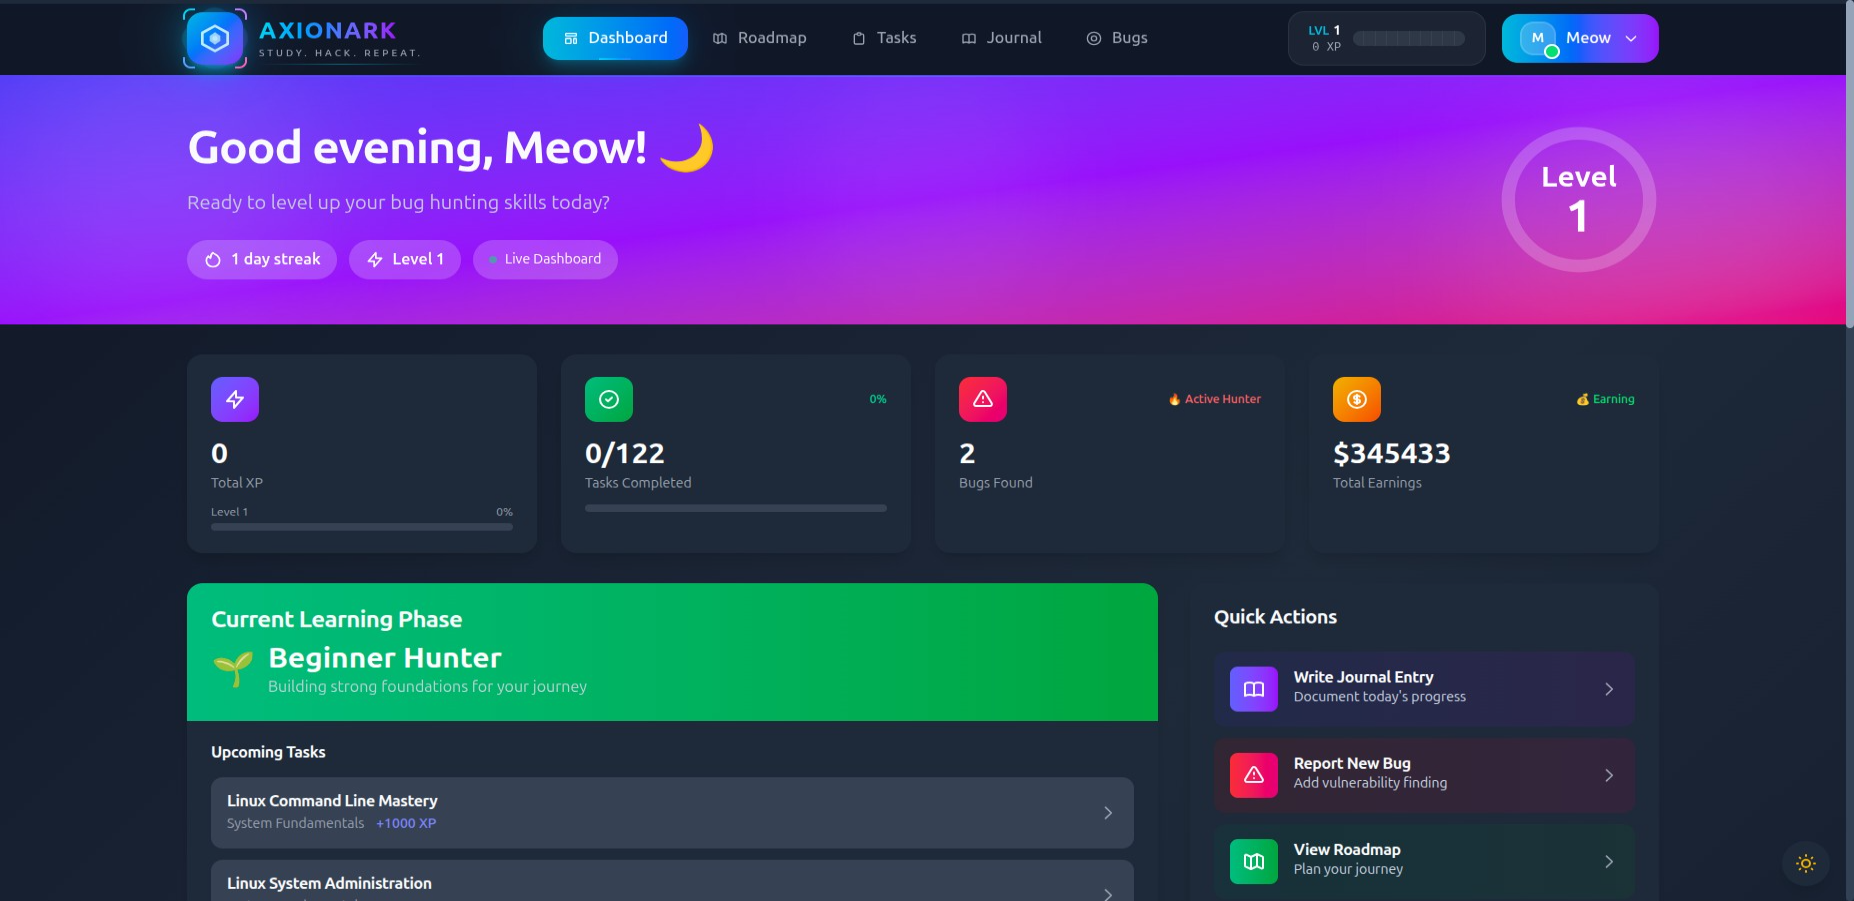 AXIONARK
STUDY. HACK. REPEAT.
Dashboard
Roadmap
Tasks
Journal
Bugs
LVL 1
0 XP
M
Meow
Good evening, Meow! 🌙
Ready to level up your bug hunting skills today?
1 day streak
Level 1
Live Dashboard
Level
1
0
Total XP
Level 1
0%
0%
0/122
Tasks Completed
🔥 Active Hunter
2
Bugs Found
💰 Earning
$345433
Total Earnings
Current Learning Phase
🌱 Beginner Hunter
Building strong foundations for your journey
Upcoming Tasks
Linux Command Line Mastery
System Fundamentals +1000 XP
Linux System Administration
Quick Actions
Write Journal Entry
Document today's progress
Report New Bug
Add vulnerability finding
View Roadmap
Plan your journey